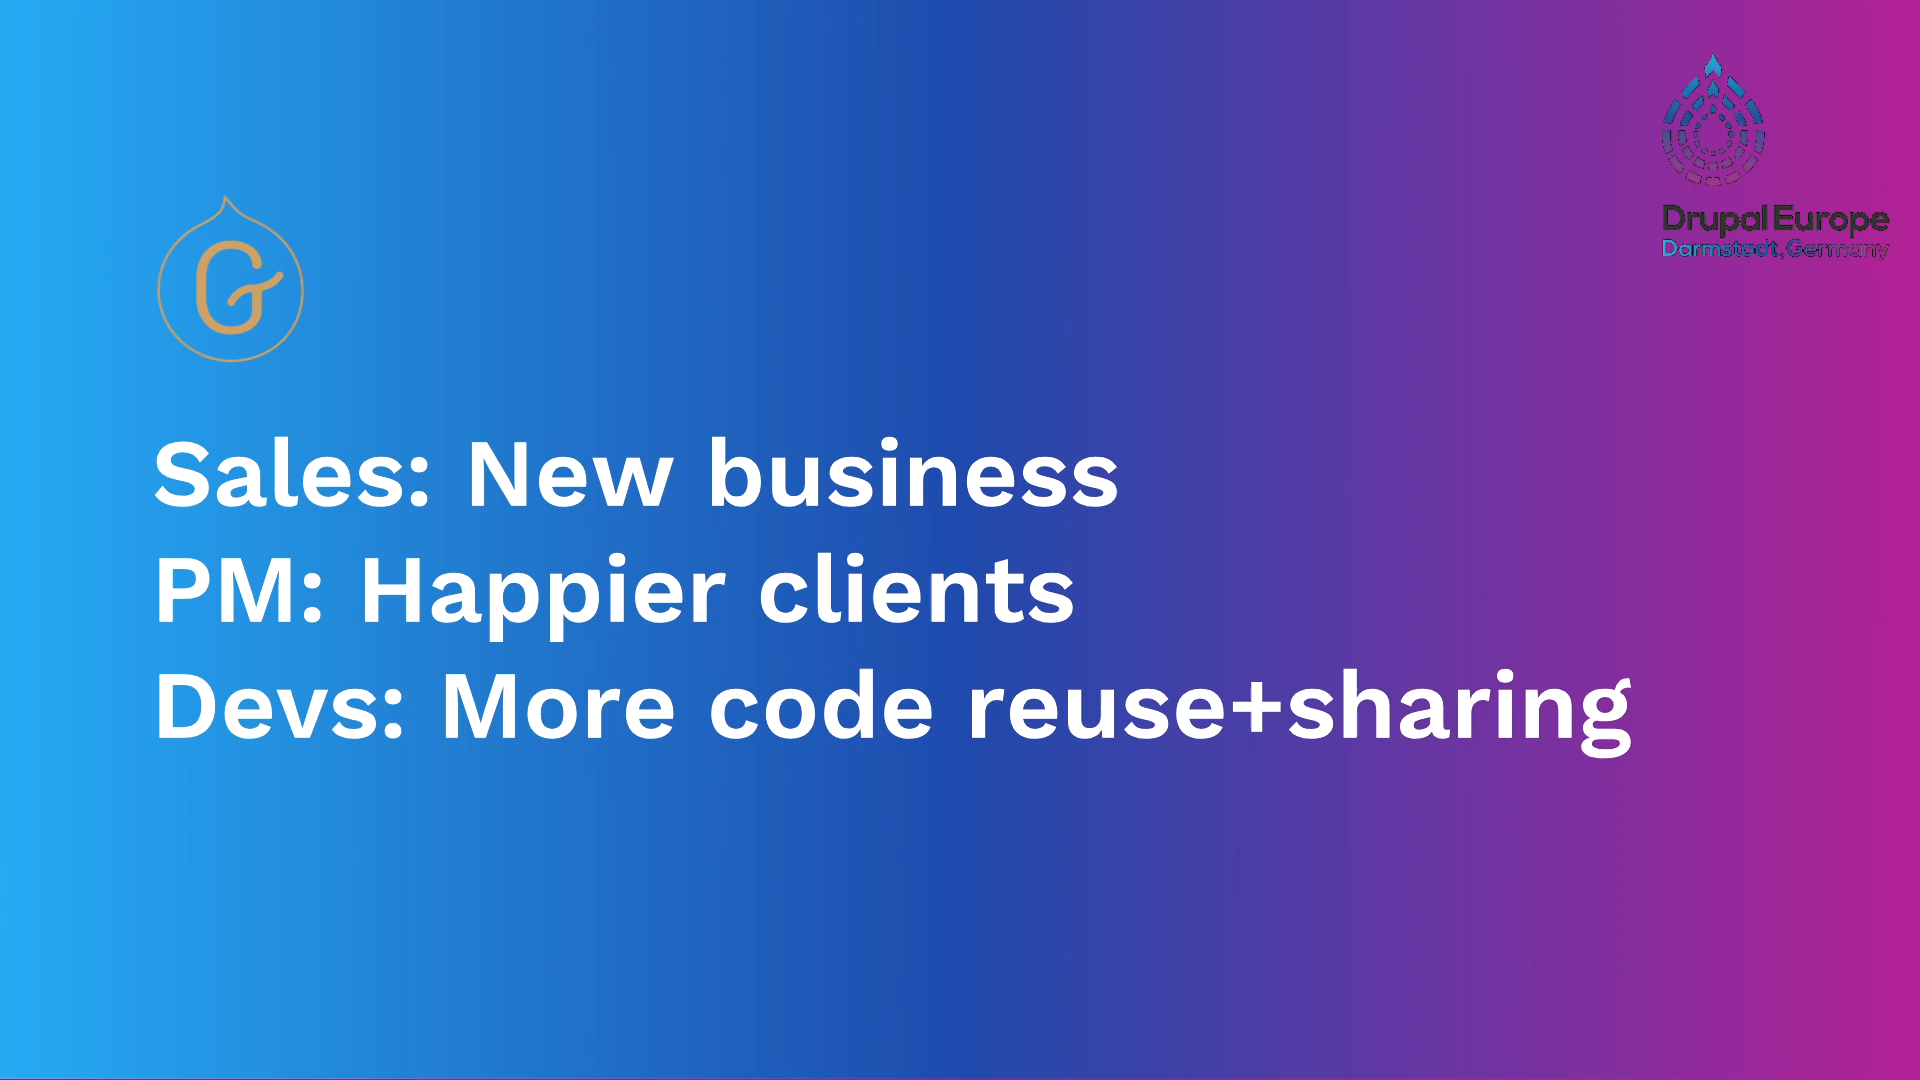 Drupal Europe
Darmstadt, Germany
G
Sales: New business
PM: Happier clients
Devs: More code reuse+sharing